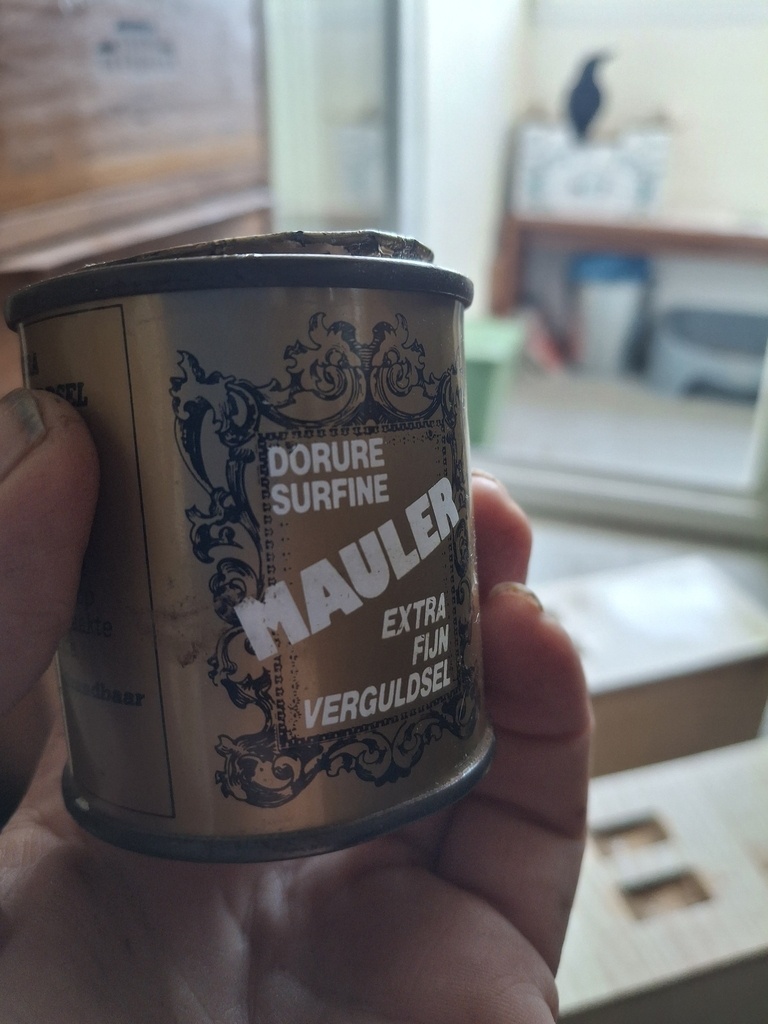 DORURE
SURFINE
MAULER
EXTRA
FIJN
VERGULDSEL